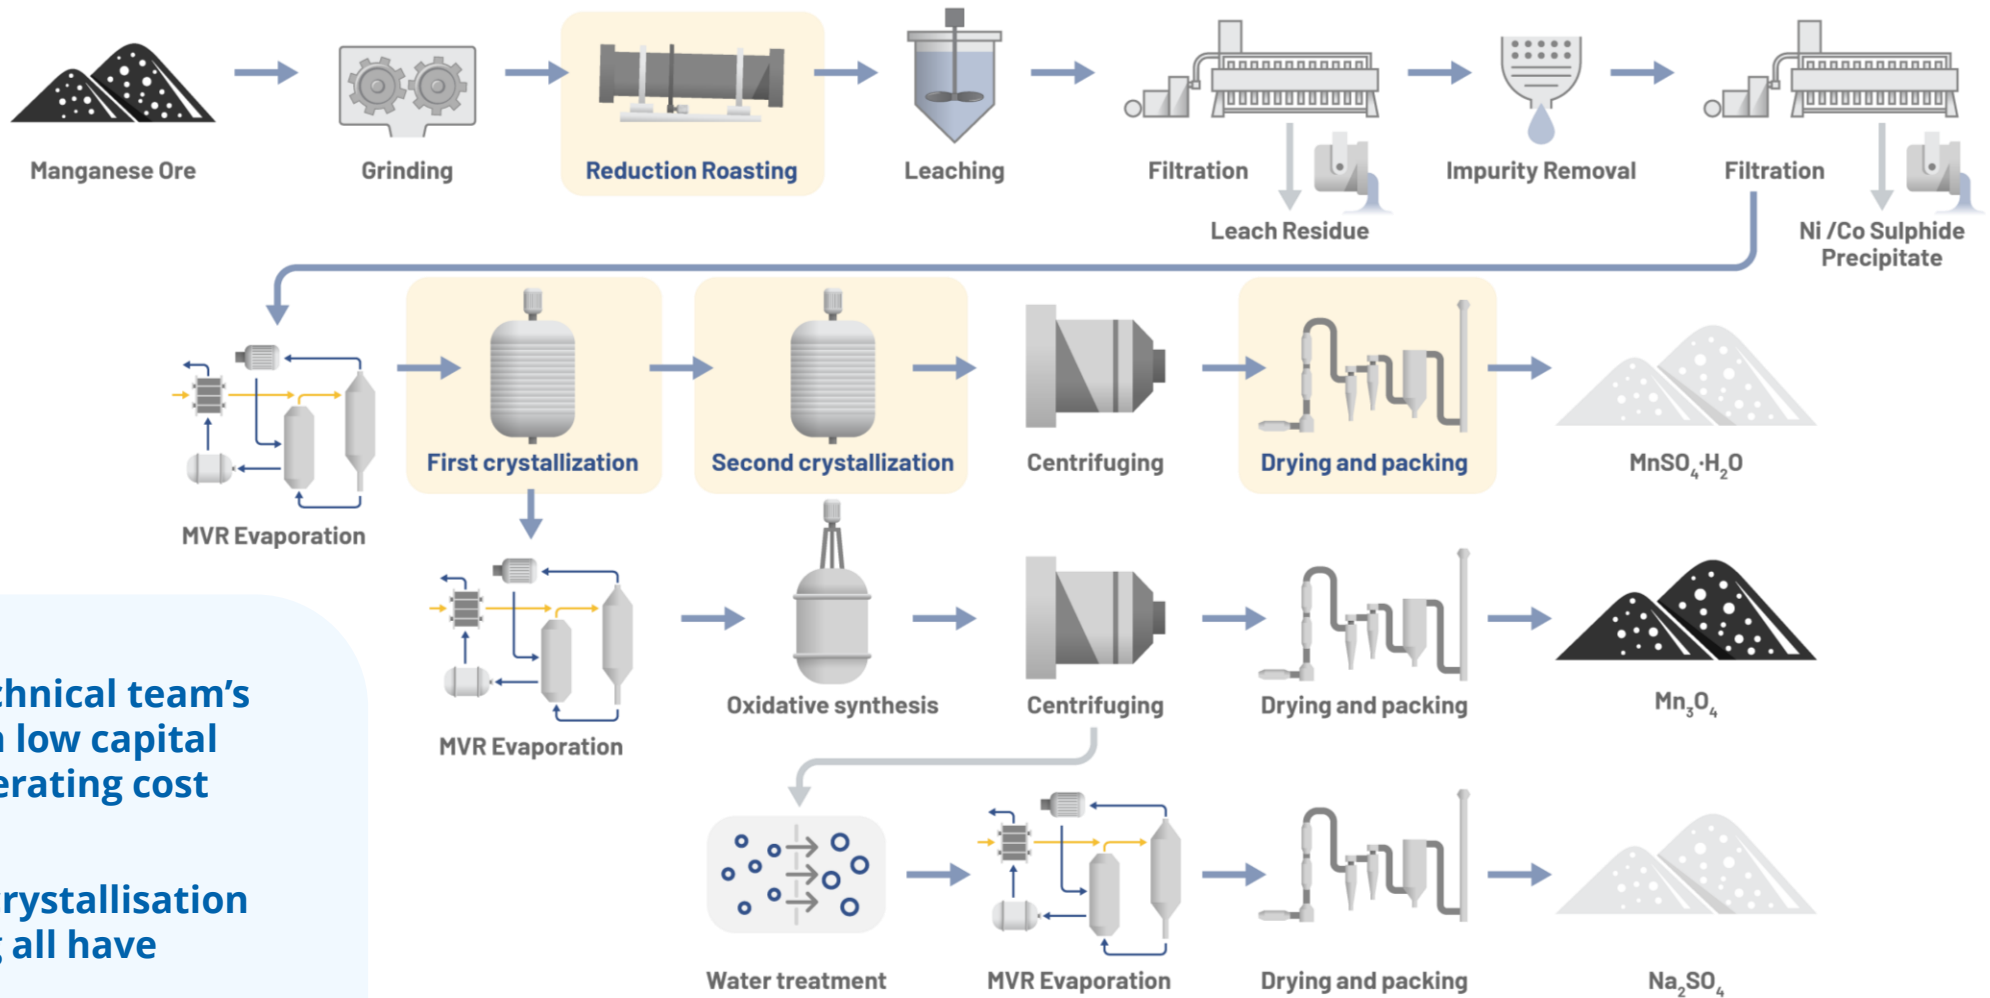 Manganese Ore
Grinding
Reduction Roasting
Leaching
Filtration
Impurity Removal
Filtration
Leach Residue
Ni /Co Sulphide
Precipitate
First crystallization
Second crystallization
Centrifuging
Drying and packing
MnSO₄·H₂O
MVR Evaporation
Oxidative synthesis
Centrifuging
Drying and packing
Mn₃O₄
MVR Evaporation
Water treatment
MVR Evaporation
Drying and packing
Na₂SO₄
chnical team’s
low capital
erating cost
crystallisation
all have